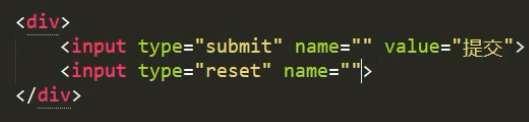 <div>
<input type="submit" name="" value="提交">
<input type="reset" name="">
</div>